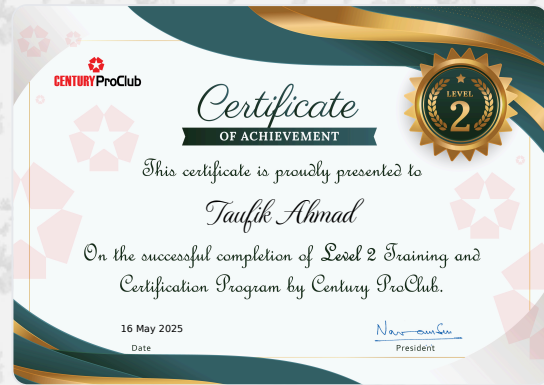 CENTURY ProClub
Certificate
OF ACHIEVEMENT
LEVEL
2
This certificate is proudly presented to
Taufik Ahmad
On the successful completion of Level 2 Training and
Certification Program by Century ProClub.
16 May 2025
Date
President